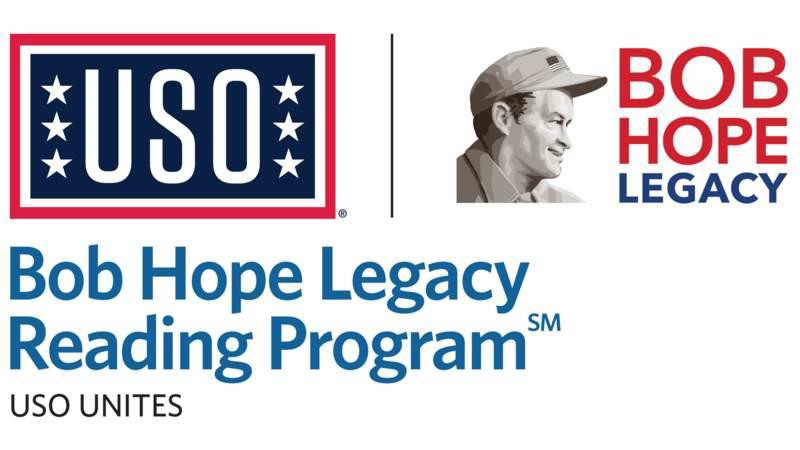 USO
®
BOB
HOPE
LEGACY
Bob Hope Legacy
Reading Program℠
USO UNITES